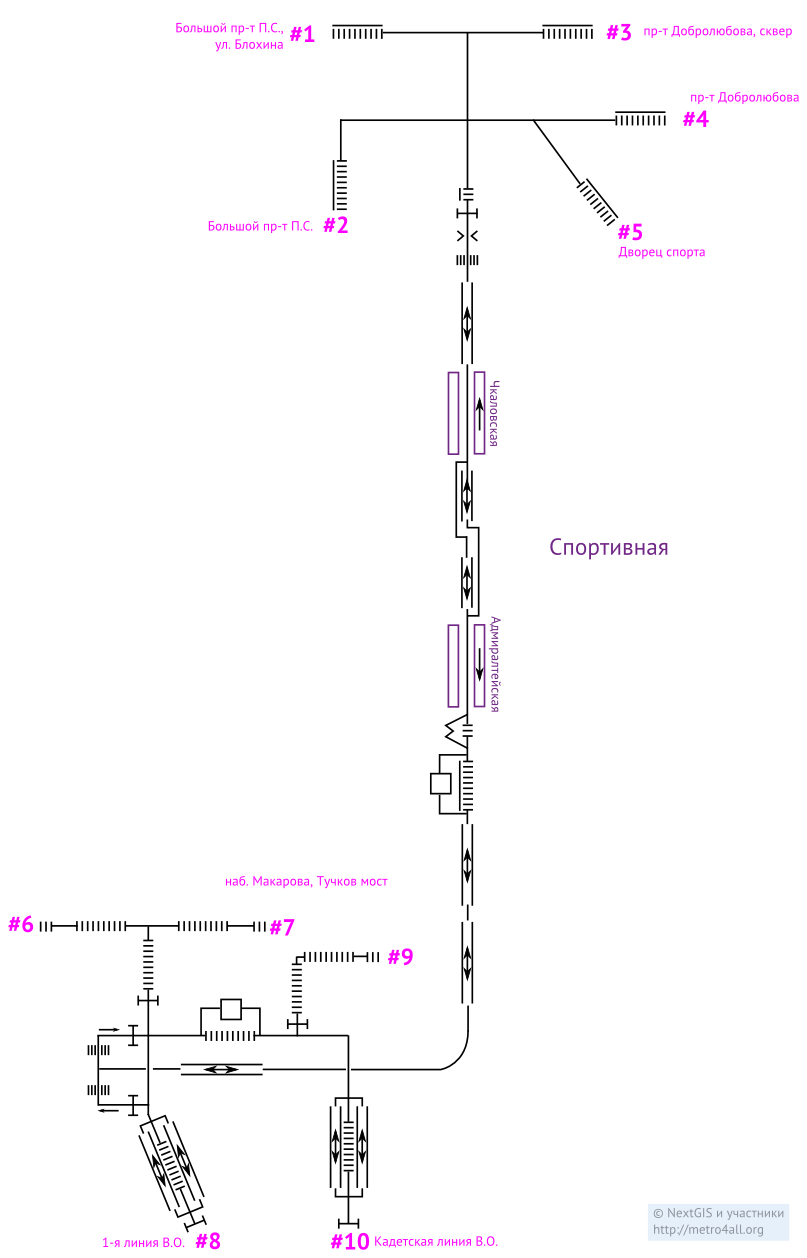 Большой пр-т П.С.,
ул. Блохина
#1
#3
пр-т Добролюбова, сквер
пр-т Добролюбова
#4
Большой пр-т П.С.
#2
#5
Дворец спорта
Чкаловская
Спортивная
Адмиралтейская
наб. Макарова, Тучков мост
#6
#7
#9
1-я линия В.О.
#8
#10
Кадетская линия В.О.
© NextGIS и участники
http://metro4all.org